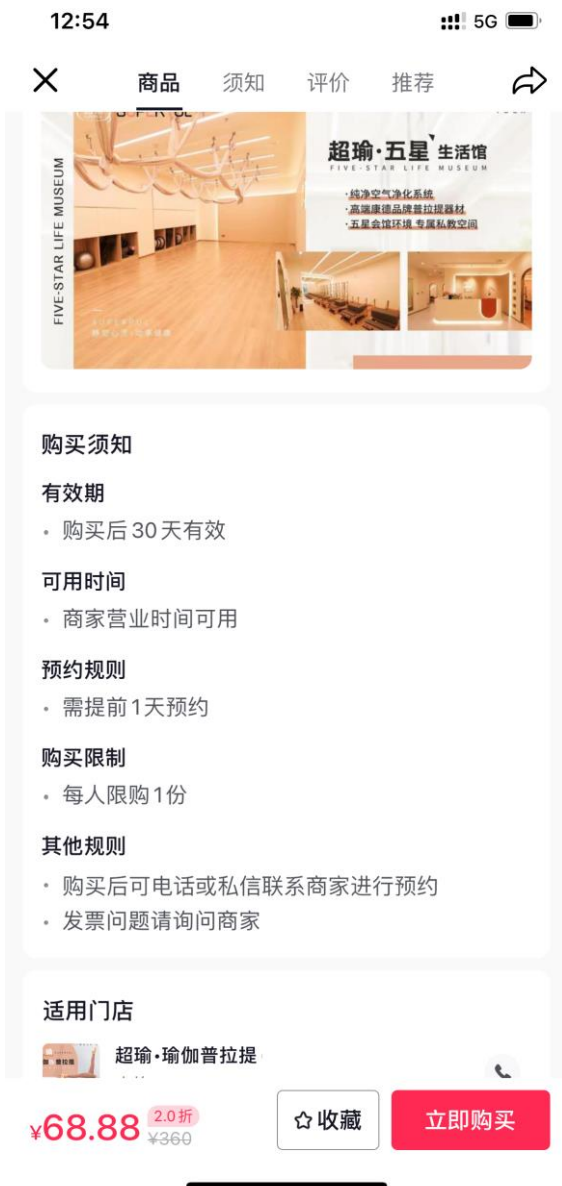 12:54
5G
商品
须知
评价
推荐
FIVE-STAR LIFE MUSEUM
超瑜·五星 生活馆
FIVE-STAR LIFE MUSEUM
·纯净空气净化系统
·高端康德品牌普拉提器材
·五星会馆环境 专属私教空间
购买须知
有效期
• 购买后30天有效
可用时间
• 商家营业时间可用
预约规则
• 需提前1天预约
购买限制
• 每人限购1份
其他规则
• 购买后可电话或私信联系商家进行预约
• 发票问题请询问商家
适用门店
超瑜·瑜伽普拉提
¥68.88 2.0折
¥360
收藏
立即购买